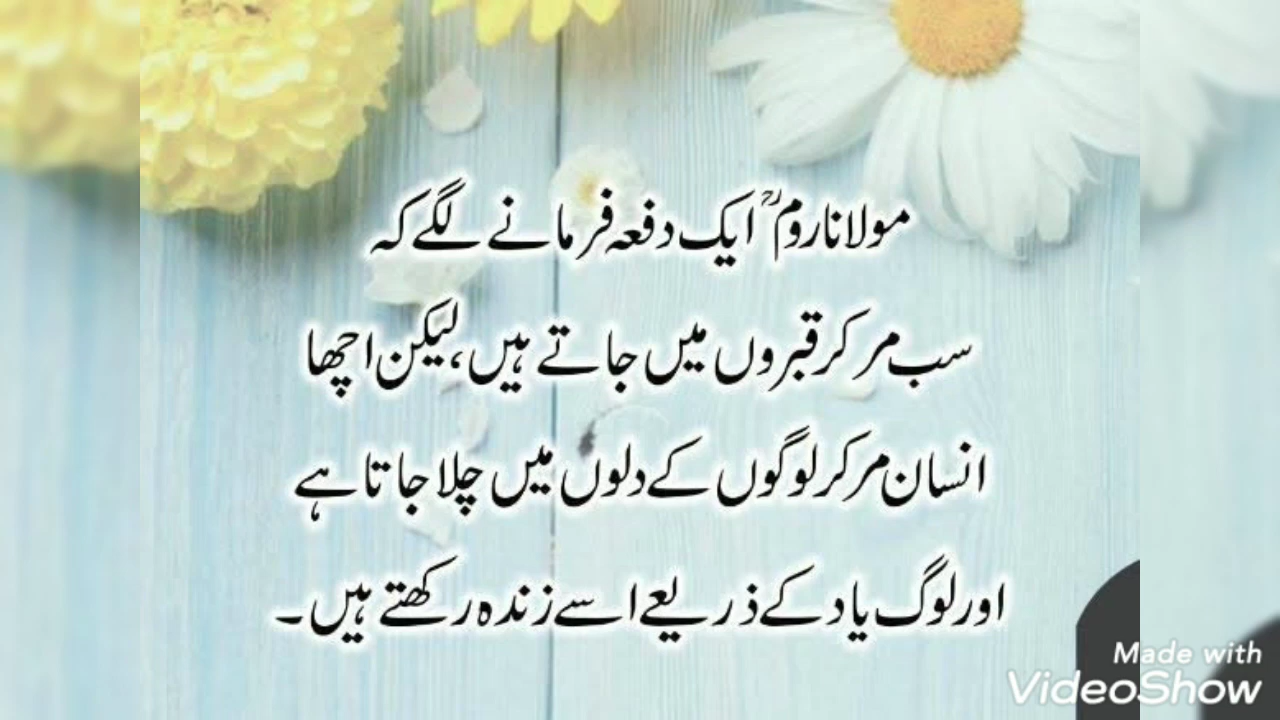 مولانا رومؒ ایک دفعہ فرمانے لگے کہ
سب مر کر قبروں میں جاتے ہیں، لیکن اچھا
انسان مر کر لوگوں کے دلوں میں چلا جاتا ہے
اور لوگ یاد کے ذریعے اسے زندہ رکھتے ہیں۔
Made with
VideoShow